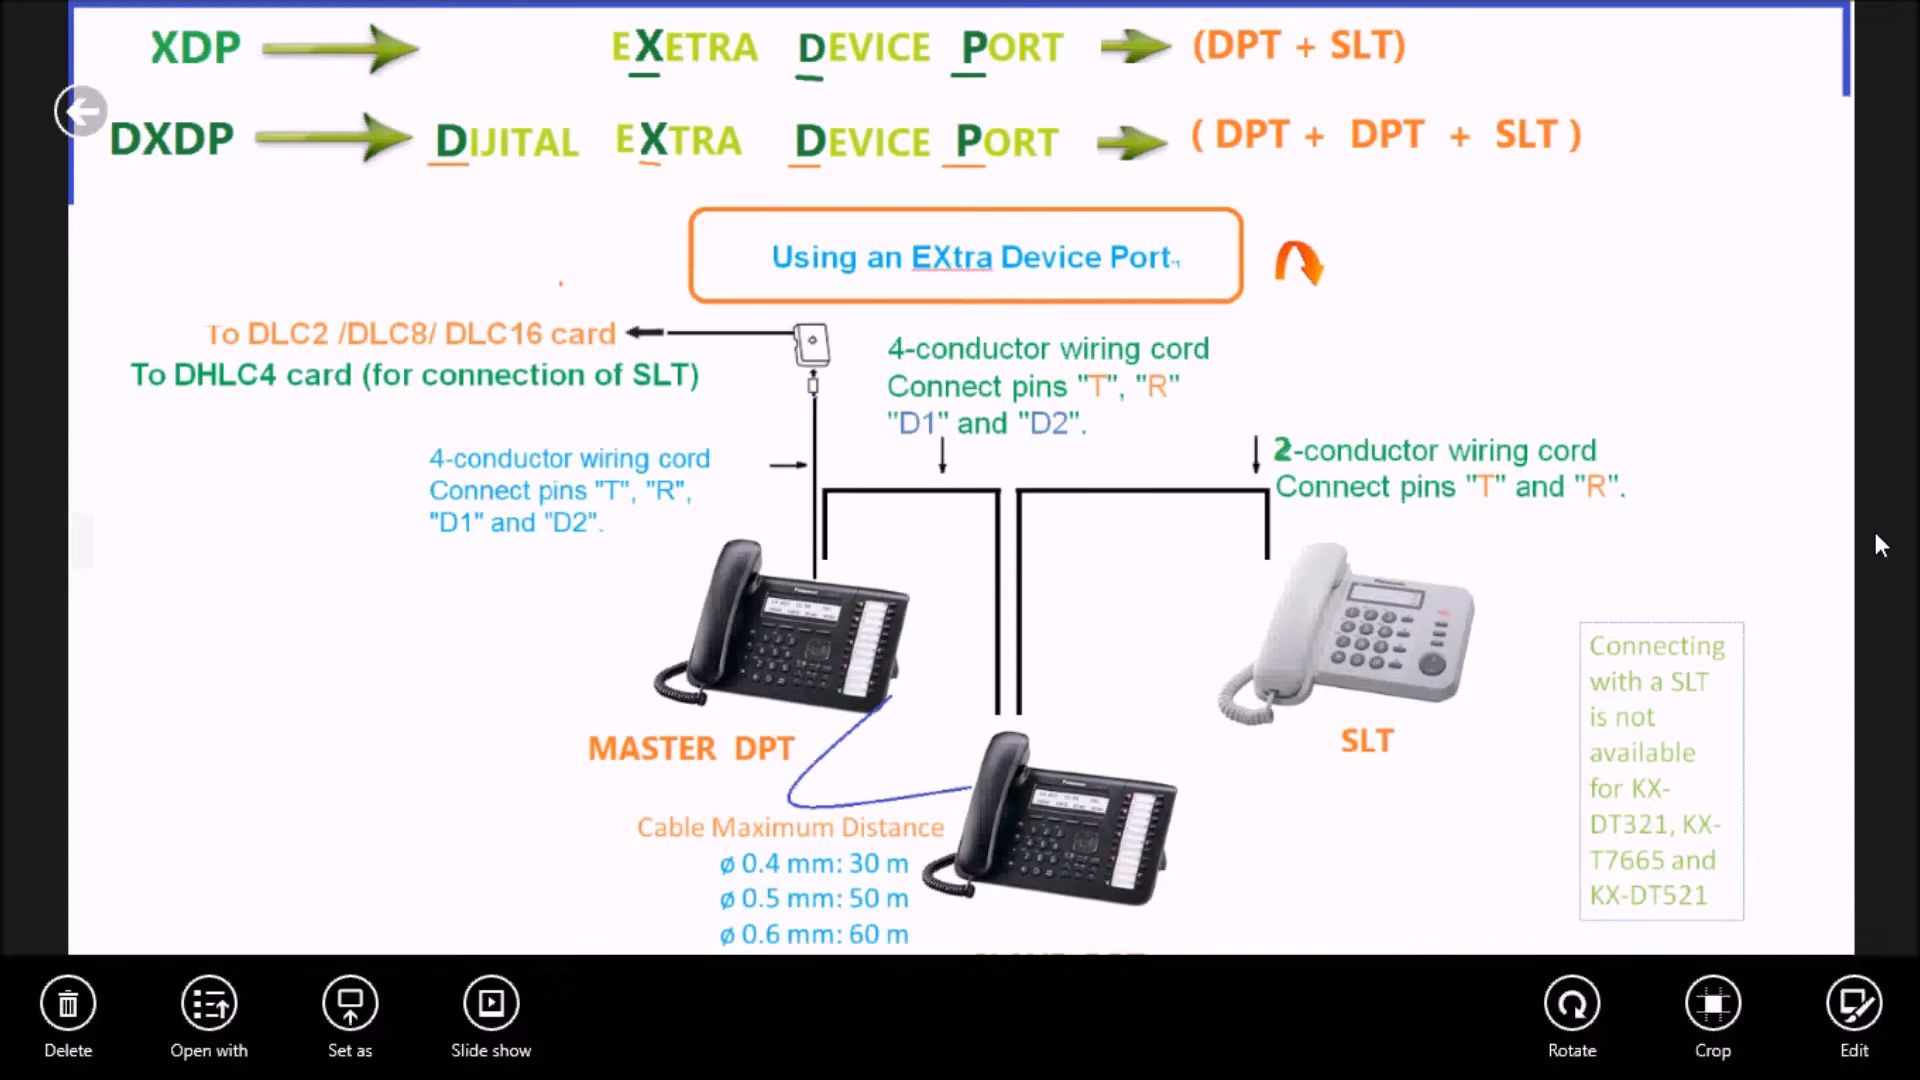 XDP EXETRA DEVICE PORT (DPT + SLT)
DXDP DIJITAL EXTRA DEVICE PORT ( DPT + DPT + SLT )
Using an EXtra Device Port
To DLC2 /DLC8/ DLC16 card
To DHLC4 card (for connection of SLT)
4-conductor wiring cord
Connect pins "T", "R"
"D1" and "D2".
4-conductor wiring cord
Connect pins "T", "R",
"D1" and "D2".
2-conductor wiring cord
Connect pins "T" and "R".
MASTER DPT
SLT
Connecting
with a SLT
is not
available
for KX-
DT321, KX-
T7665 and
KX-DT521
Cable Maximum Distance
ø 0.4 mm: 30 m
ø 0.5 mm: 50 m
ø 0.6 mm: 60 m
Delete
Open with
Set as
Slide show
Rotate
Crop
Edit